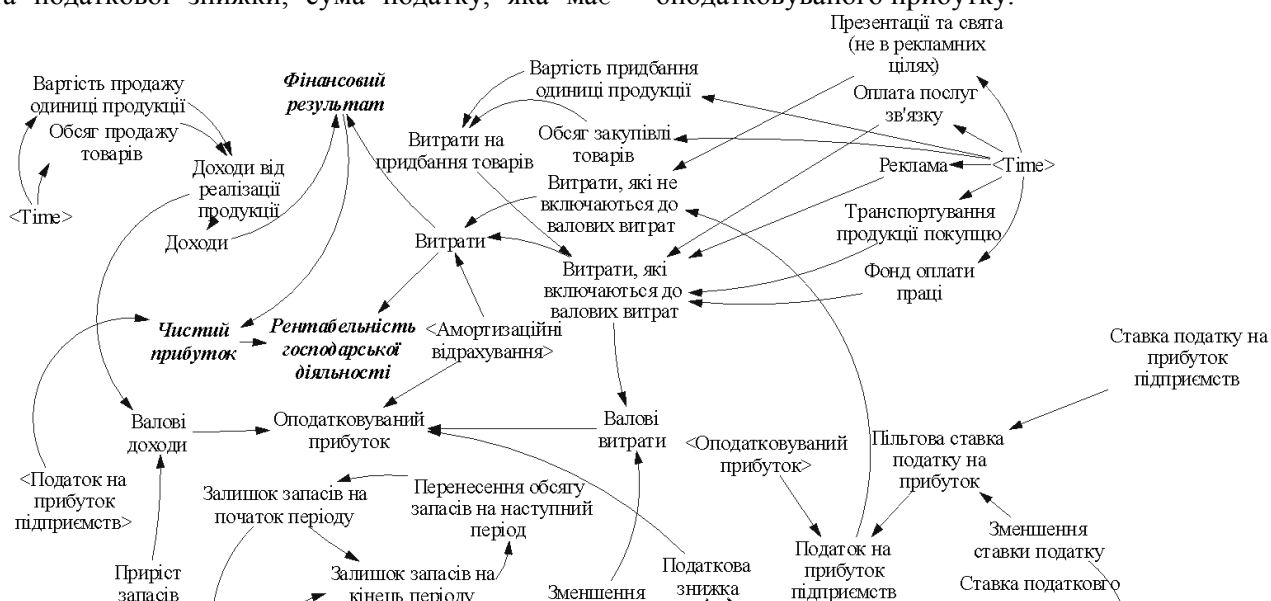 та податкової знижки, сума податку, яка має
оподатковуваного прибутку.
Презентації та свята
(не в рекламних
цілях)
Вартість продажу
одиниці продукції
Фінансовий
результат
Вартість придбання
одиниці продукції
Оплата послуг
зв'язку
Обсяг продажу
товарів
Витрати на
придбання товарів
Обсяг закупівлі
товарів
Доходи від
реалізації
продукції
Реклама
<Time>
Витрати, які не
включаються до
валових витрат
<Time>
Транспортування
продукції покупцю
Доходи
Витрати
Витрати, які
включаються до
валових витрат
Фонд оплати
праці
Чистий
прибуток
Рентабельність
господарської
діяльності
<Амортизаційні
відрахування>
Ставка податку на
прибуток
підприємств
Валові
доходи
Оподатковуваний
прибуток
Валові
витрати
<Оподатковуваний
прибуток>
Пільгова ставка
податку на
прибуток
<Податок на
прибуток
підприємств>
Залишок запасів на
початок періоду
Перенесення обсягу
запасів на наступний
період
Зменшення
ставки податку
Податок на
прибуток
підприємств
Приріст
запасів
Залишок запасів на
кінець періоду
Зменшення
Податкова
знижка
Ставка податкового